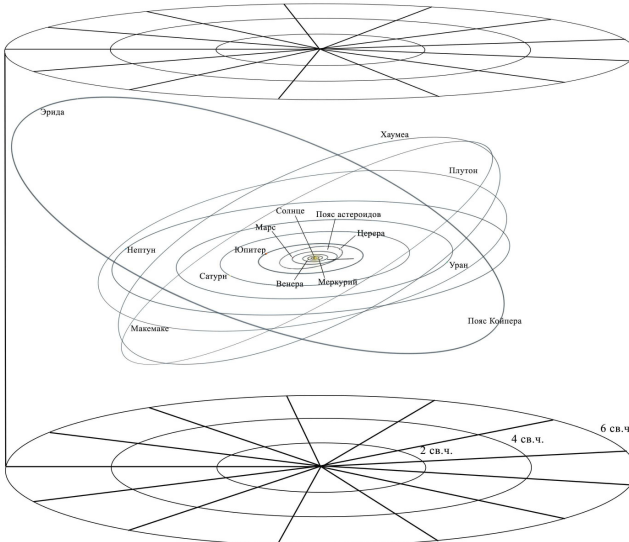 Эрида
Хаумеа
Плутон
Солнце
Пояс астероидов
Марс
Церера
Нептун
Юпитер
Сатурн
Уран
Венера
Меркурий
Макемаке
Пояс Койпера
6 св.ч.
4 св.ч.
2 св.ч.